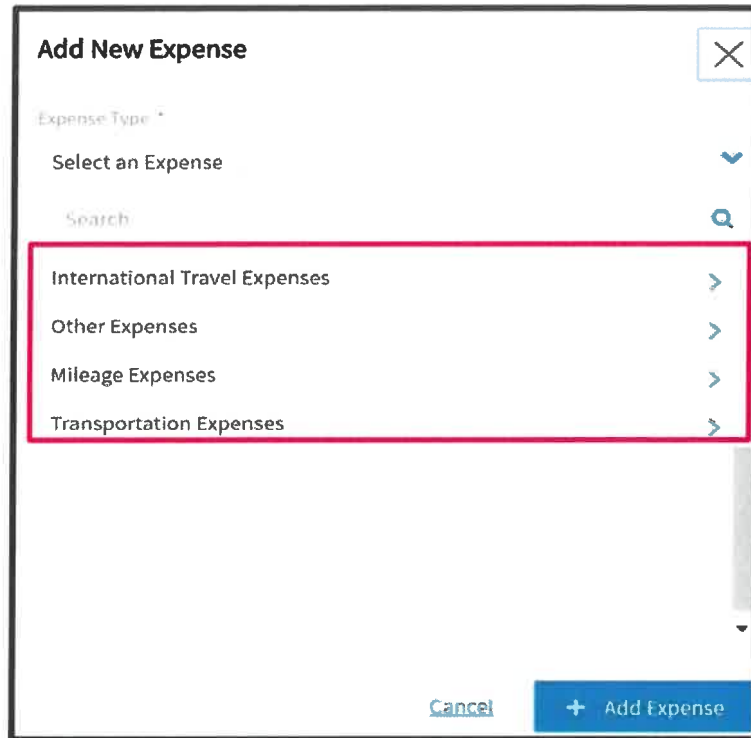 Add New Expense
Expense Type *
Select an Expense
Search
International Travel Expenses
Other Expenses
Mileage Expenses
Transportation Expenses
Cancel
+ Add Expense